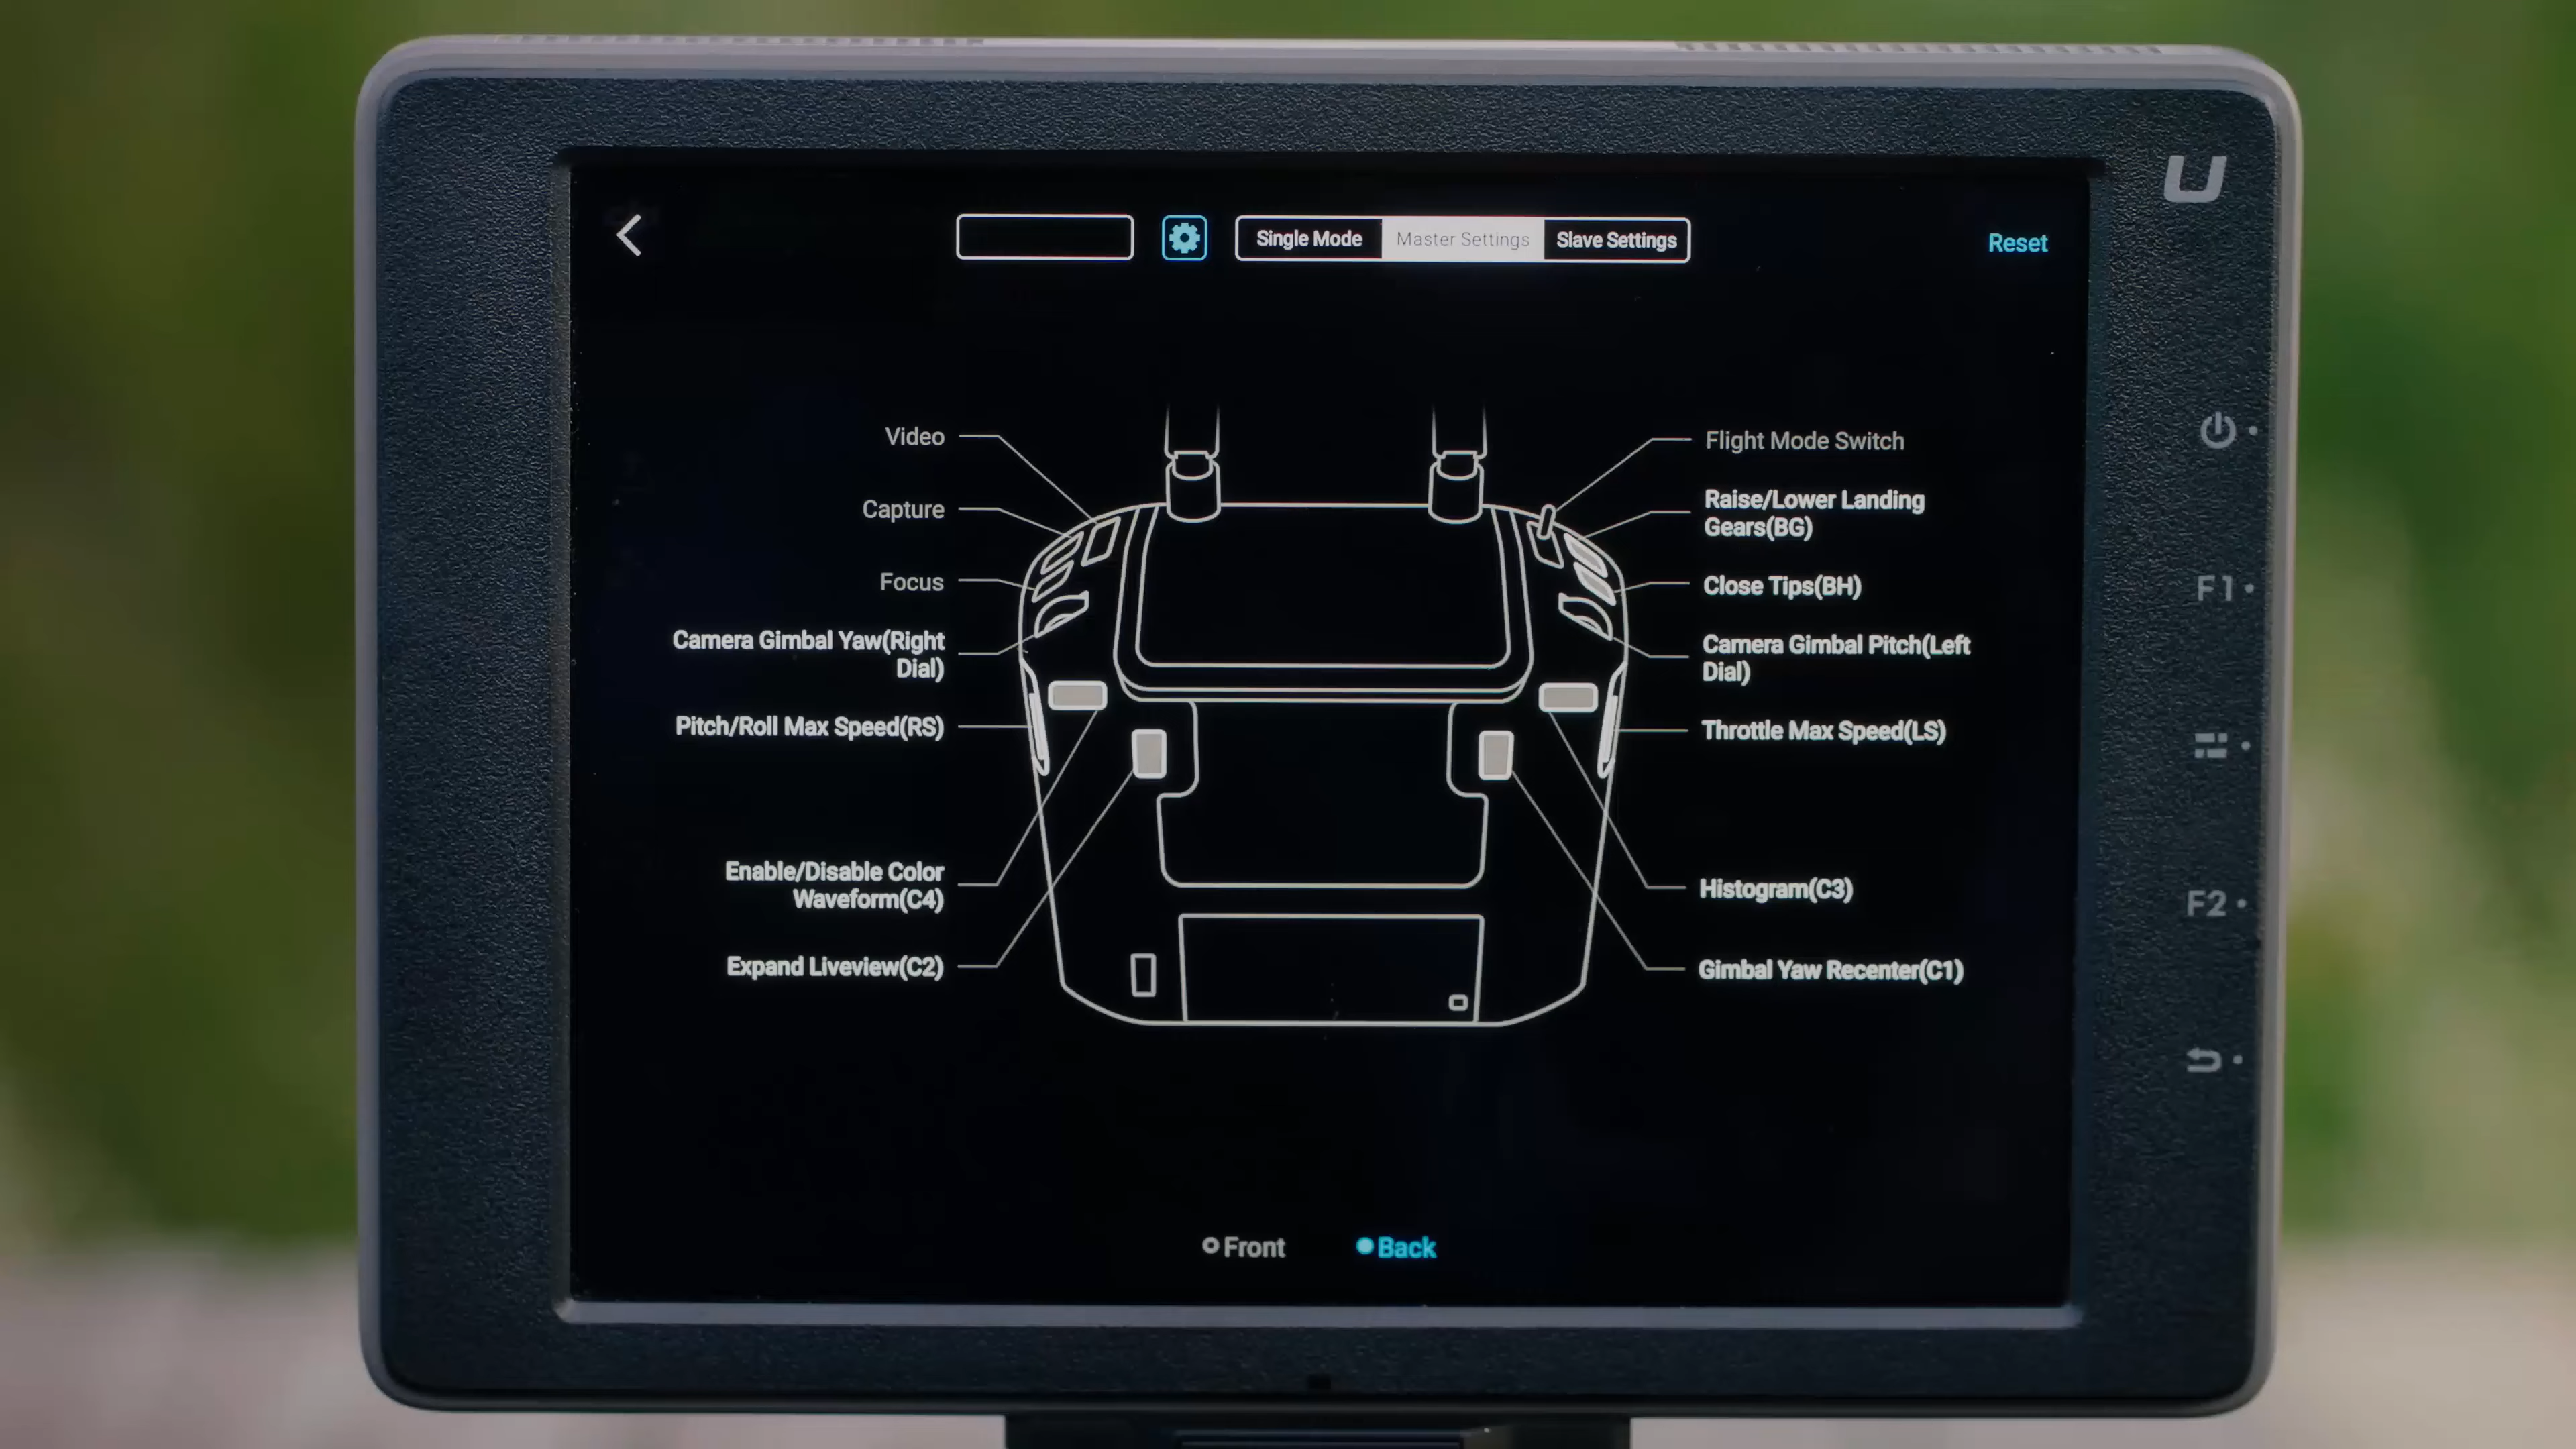 Single Mode
Master Settings
Slave Settings
Reset
Video
Capture
Focus
Camera Gimbal Yaw(Right
Dial)
Pitch/Roll Max Speed(RS)
Enable/Disable Color
Waveform(C4)
Expand Liveview(C2)
Flight Mode Switch
Raise/Lower Landing
Gears(BG)
Close Tips(BH)
Camera Gimbal Pitch(Left
Dial)
Throttle Max Speed(LS)
Histogram(C3)
Gimbal Yaw Recenter(C1)
Front
Back
U
F1
F2